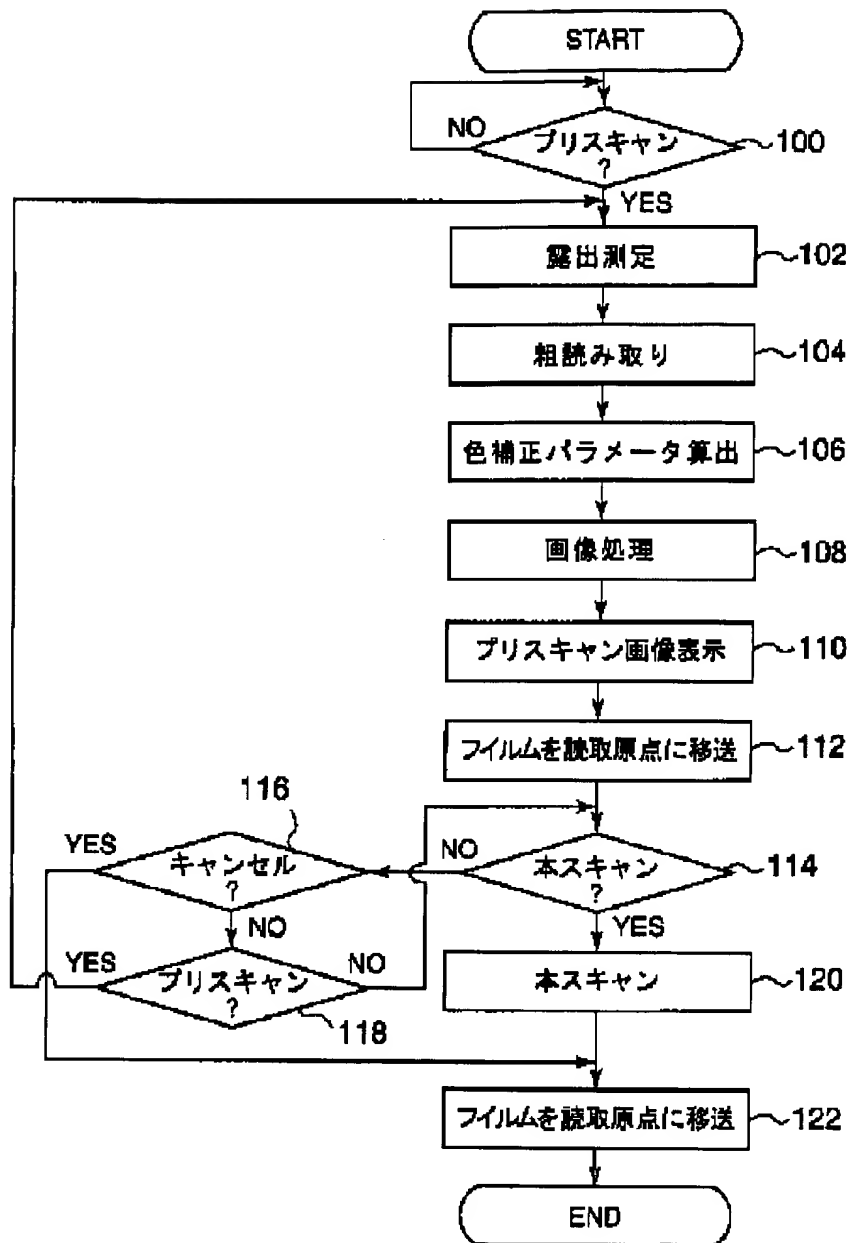 START
NO
プリスキャン
?
100
YES
露出測定
102
粗読み取り
104
色補正パラメータ算出
106
画像処理
108
プリスキャン画像表示
110
フイルムを読取原点に移送
112
116
YES
キャンセル
?
NO
本スキャン
?
114
NO
YES
YES
プリスキャン
?
NO
118
本スキャン
120
フイルムを読取原点に移送
122
END